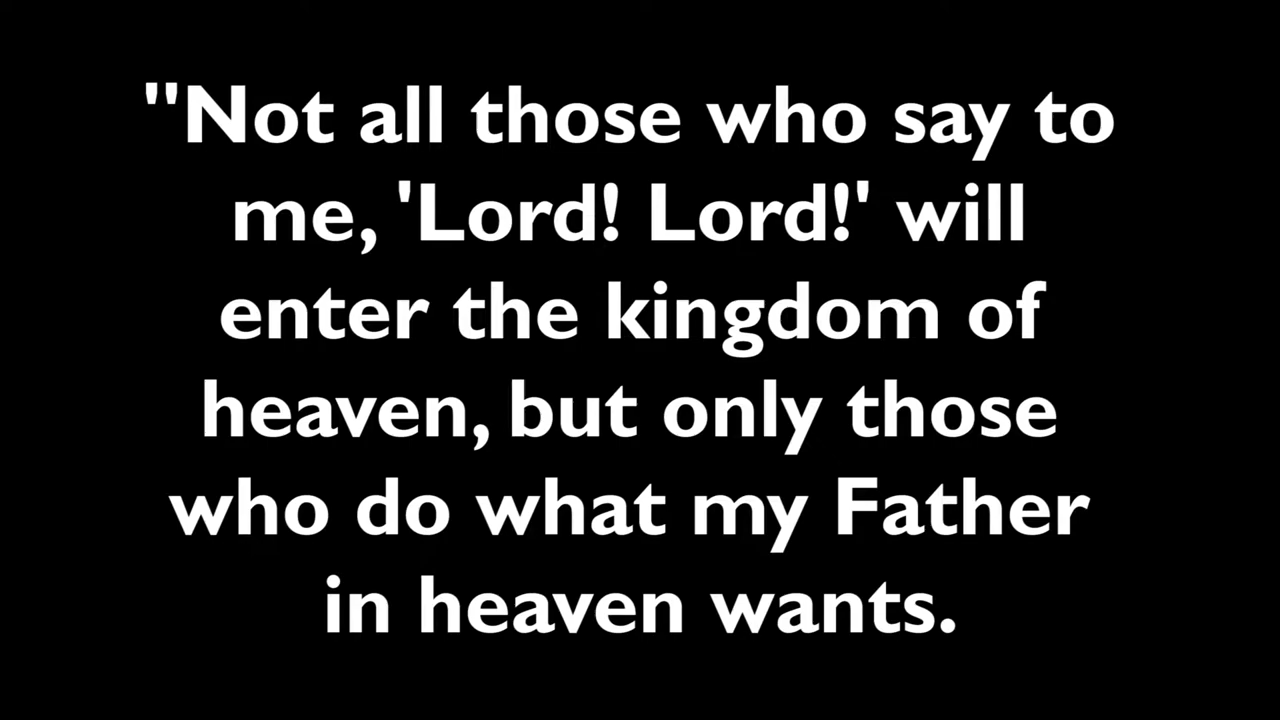 "Not all those who say to
me, 'Lord! Lord!' will
enter the kingdom of
heaven, but only those
who do what my Father
in heaven wants.